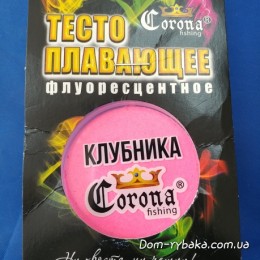 ТЕСТО Corona®
fishing
ПЛАВАЮЩЕЕ
флуоресцентное
КЛУБНИКА
Corona®
fishing
Dom-rybaka.com.ua